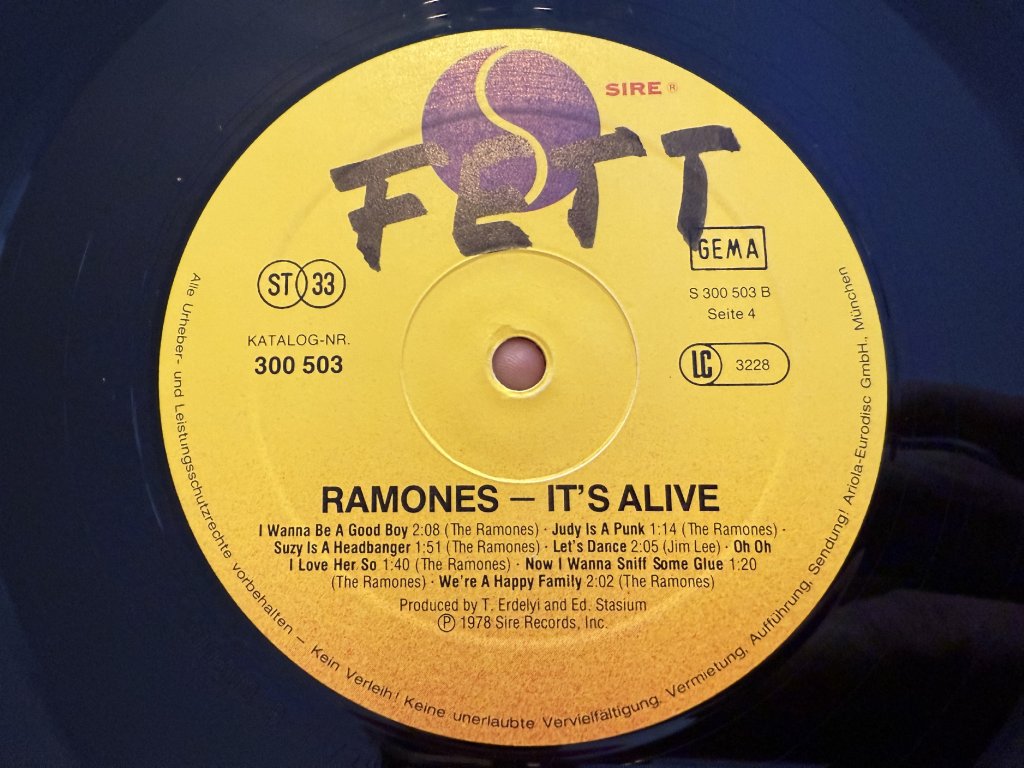 SIRE ®
FETT
GEMA
ST 33
S 300 503 B
Seite 4
KATALOG-NR.
300 503
LC 3228
RAMONES – IT'S ALIVE
I Wanna Be A Good Boy 2:08 (The Ramones) · Judy Is A Punk 1:14 (The Ramones) ·
Suzy Is A Headbanger 1:51 (The Ramones) · Let's Dance 2:05 (Jim Lee) · Oh Oh
I Love Her So 1:40 (The Ramones) · Now I Wanna Sniff Some Glue 1:20
(The Ramones) · We're A Happy Family 2:02 (The Ramones)
Produced by T. Erdelyi and Ed. Stasium
℗ 1978 Sire Records, Inc.
Alle Urheber- und Leistungsschutzrechte vorbehalten – Kein Verleih! Keine unerlaubte Vervielfältigung, Vermietung, Aufführung, Sendung! Ariola-Eurodisc GmbH., München